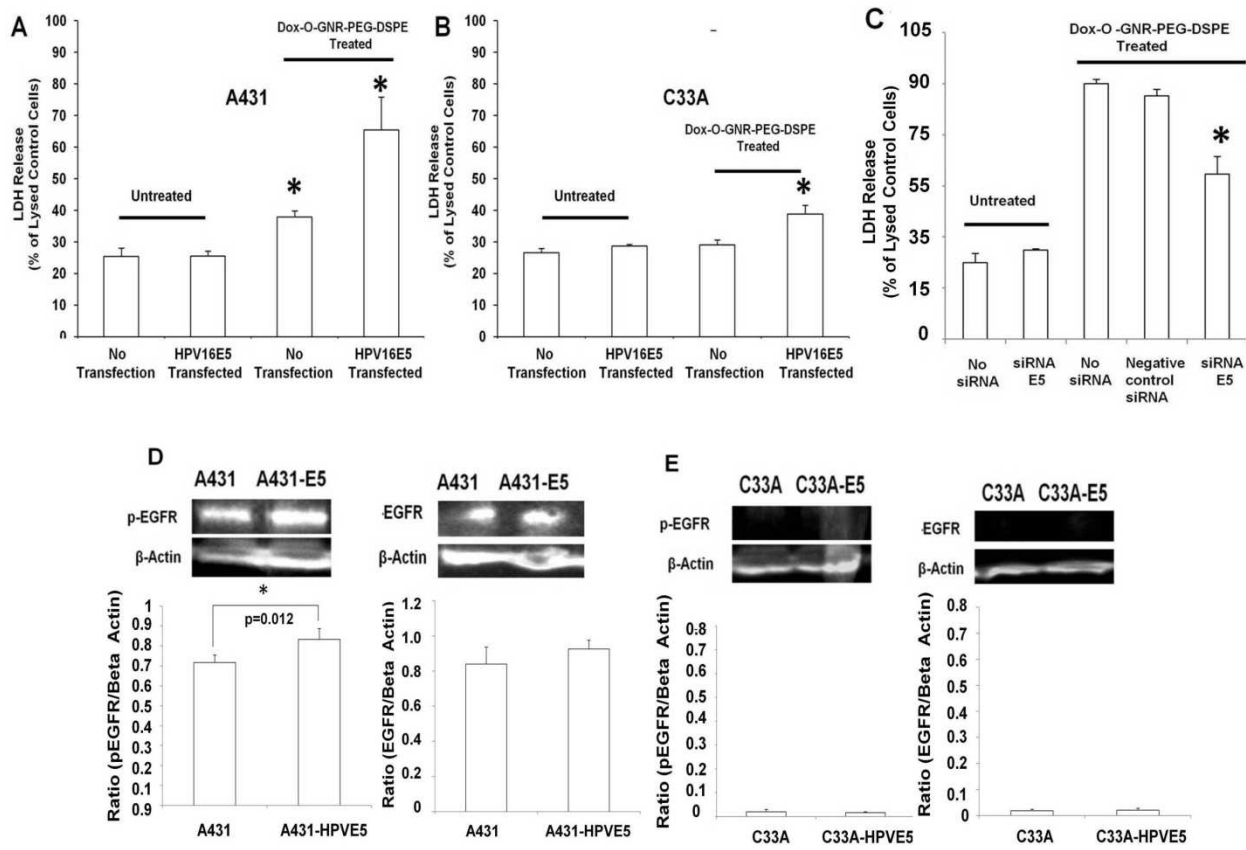 A
LDH Release
(% of Lysed Control Cells)
100
90
80
70
60
50
40
30
20
10
0
Dox-O-GNR-PEG-DSPE
Treated
A431
Untreated
*
*
No
Transfection
HPV16E5
Transfected
No
Transfection
HPV16E5
Transfected
B
LDH Release
(% of Lysed Control Cells)
100
90
80
70
60
50
40
30
20
10
0
C33A
Dox-O-GNR-PEG-DSPE
Treated
Untreated
*
No
Transfection
HPV16E5
Transfected
No
Transfection
HPV16E5
Transfected
C
LDH Release
(% of Lysed Control Cells)
105
90
75
55
35
15
0
Dox-O -GNR-PEG-DSPE
Treated
Untreated
*
No
siRNA
siRNA
E5
No
siRNA
Negative
control
siRNA
siRNA
E5
D
A431 A431-E5
p-EGFR
β-Actin
*
p=0.012
Ratio (pEGFR/Beta Actin)
1
0.9
0.8
0.7
0.6
0.5
0.4
0.3
0.2
0.1
0.9
A431 A431-HPVE5
A431 A431-E5
-EGFR
β-Actin
Ratio (EGFR/Beta Actin)
1.2
1.0
0.8
0.6
0.4
0.2
0
A431 A431-HPVE5
E
C33A C33A-E5
p-EGFR
β-Actin
Ratio (pEGFR/Beta Actin)
0.8
0.7
0.6
0.5
0.4
0.3
0.2
0.1
0
C33A C33A-HPVE5
C33A C33A-E5
-EGFR
β-Actin
Ratio (EGFR/Beta Actin)
0.8
0.7
0.6
0.5
0.4
0.3
0.2
0.1
0
C33A C33A-HPVE5